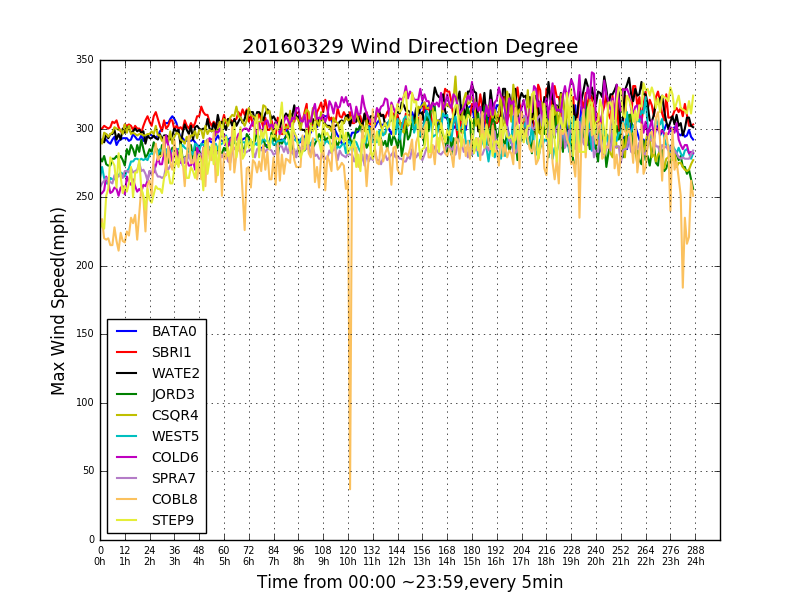 20160329 Wind Direction Degree
350
300
250
200
150
100
50
0
Max Wind Speed(mph)
BATA0
SBRI1
WATE2
JORD3
CSQR4
WEST5
COLD6
SPRA7
COBL8
STEP9
0 12 24 36 48 60 72 84 96 108 120 132 144 156 168 180 192 204 216 228 240 252 264 276 288
0h 1h 2h 3h 4h 5h 6h 7h 8h 9h 10h 11h 12h 13h 14h 15h 16h 17h 18h 19h 20h 21h 22h 23h 24h
Time from 00:00 ~23:59,every 5min